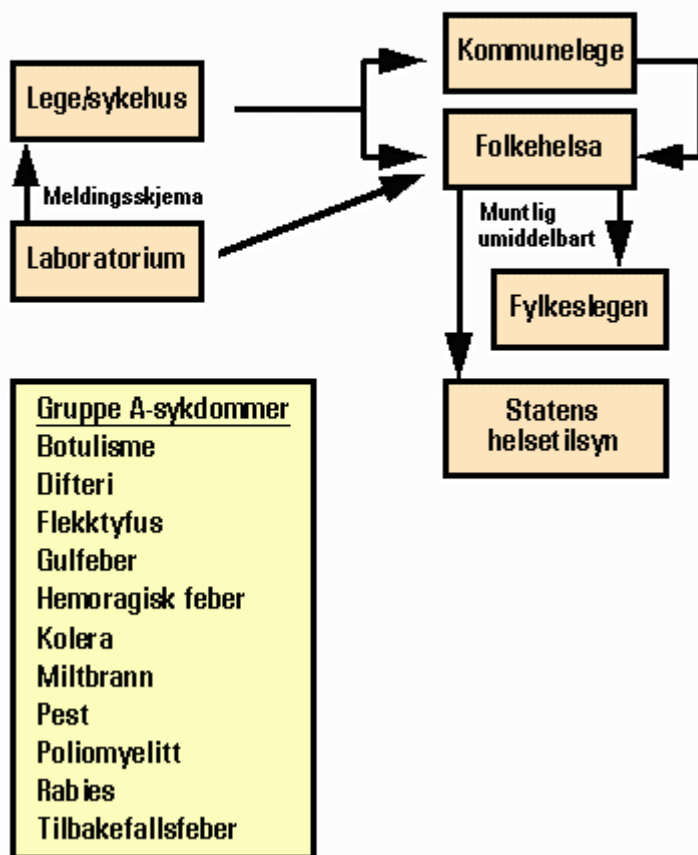 Kommunelege
Lege/sykehus
Folkehelsa
Meldingsskjema
Muntlig
umiddelbart
Laboratorium
Fylkeslegen
Statens
helsetilsyn
Gruppe A-sykdommer
Botulisme
Difteri
Flekktyfus
Gulfeber
Hemoragisk feber
Kolera
Miltbrann
Pest
Poliomyelitt
Rabies
Tilbakefallsfeber